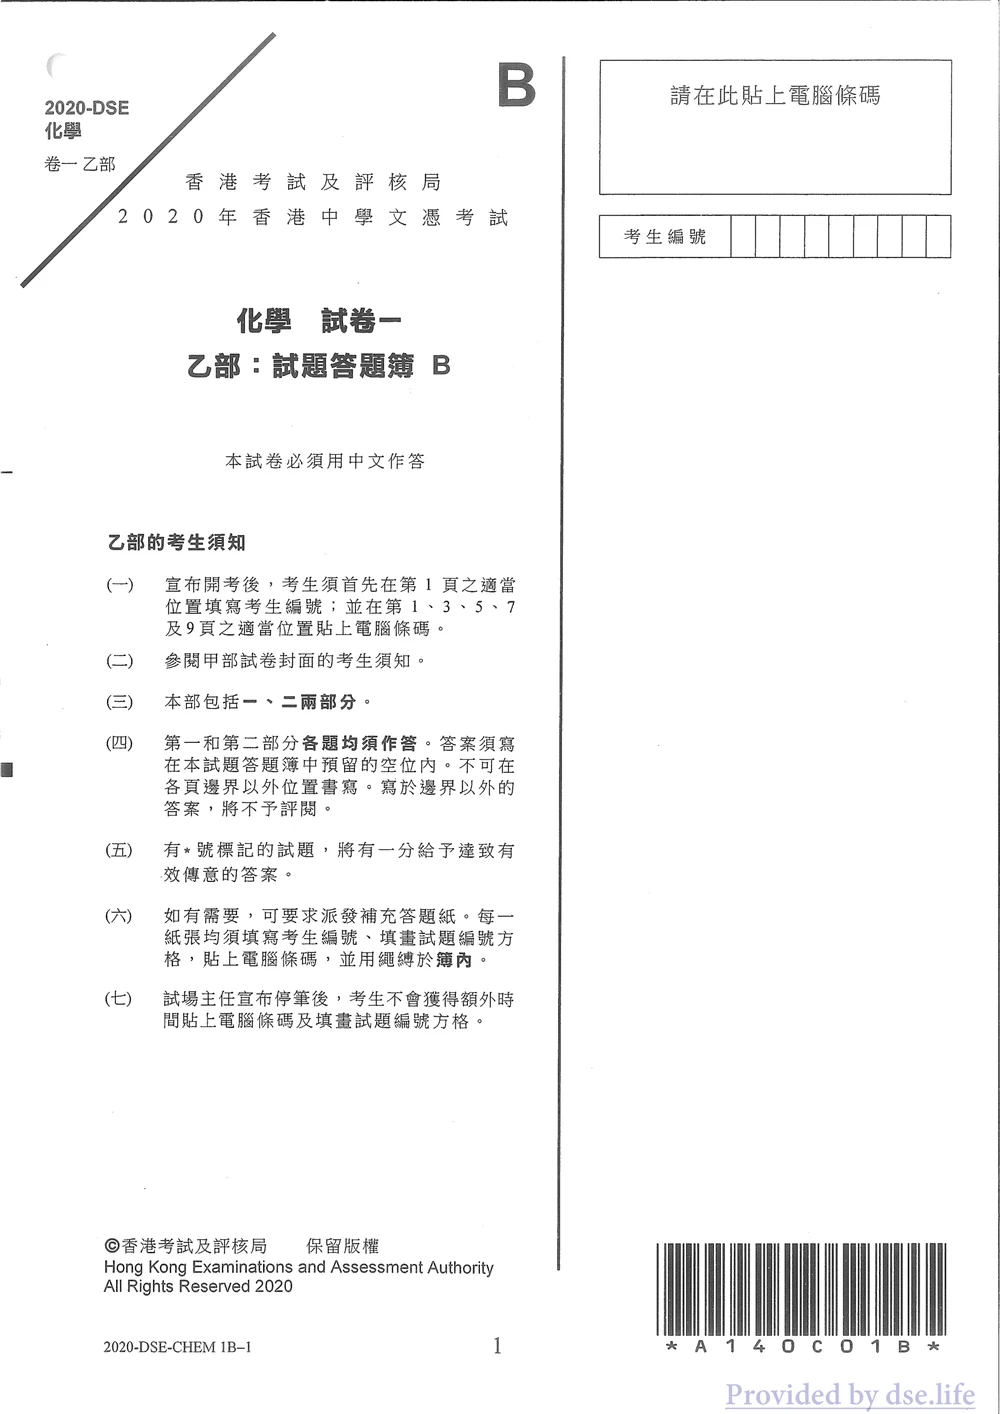 2020-DSE
化學
卷一 乙部
B
香港考試及評核局
2020年香港中學文憑考試
化學 試卷一
乙部：試題答題簿 B
本試卷必須用中文作答
乙部的考生須知
(一) 宣布開考後，考生須首先在第 1 頁之適當
位置填寫考生編號；並在第 1、3、5、7
及9頁之適當位置貼上電腦條碼。
(二) 參閱甲部試卷封面的考生須知。
(三) 本部包括一、二兩部分。
(四) 第一和第二部分各題均須作答。答案須寫
在本試題答題簿中預留的空位內。不可在
各頁邊界以外位置書寫。寫於邊界以外的
答案，將不予評閱。
(五) 有*號標記的試題，將有一分給予達致有
效傳意的答案。
(六) 如有需要，可要求派發補充答題紙。每一
紙張均須填寫考生編號、填畫試題編號方
格，貼上電腦條碼，並用繩縛於簿內。
(七) 試場主任宣布停筆後，考生不會獲得額外時
間貼上電腦條碼及填畫試題編號方格。
©香港考試及評核局 保留版權
Hong Kong Examinations and Assessment Authority
All Rights Reserved 2020
2020-DSE-CHEM 1B–1
1
請在此貼上電腦條碼
考生編號
* A 1 4 0 C 0 1 B *
Provided by dse.life